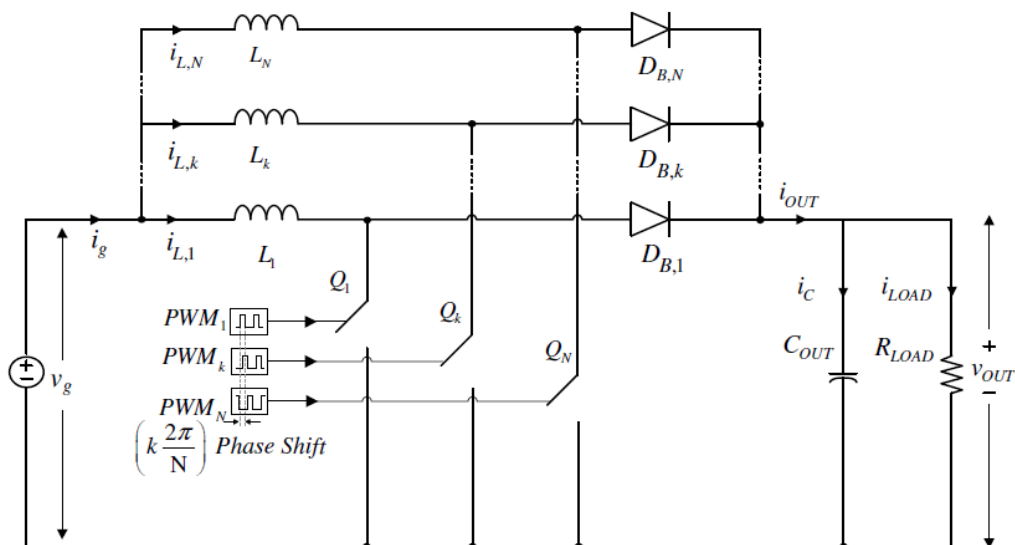 i_{L,N}
L_N
D_{B,N}
i_{L,k}
L_k
D_{B,k}
i_{OUT}
i_g
i_{L,1}
L_1
D_{B,1}
Q_1
i_C
i_{LOAD}
PWM_1
Q_k
PWM_k
Q_N
C_{OUT}
R_{LOAD}
+
v_{OUT}
−
+
−
v_g
PWM_N
(k 2π/N) Phase Shift